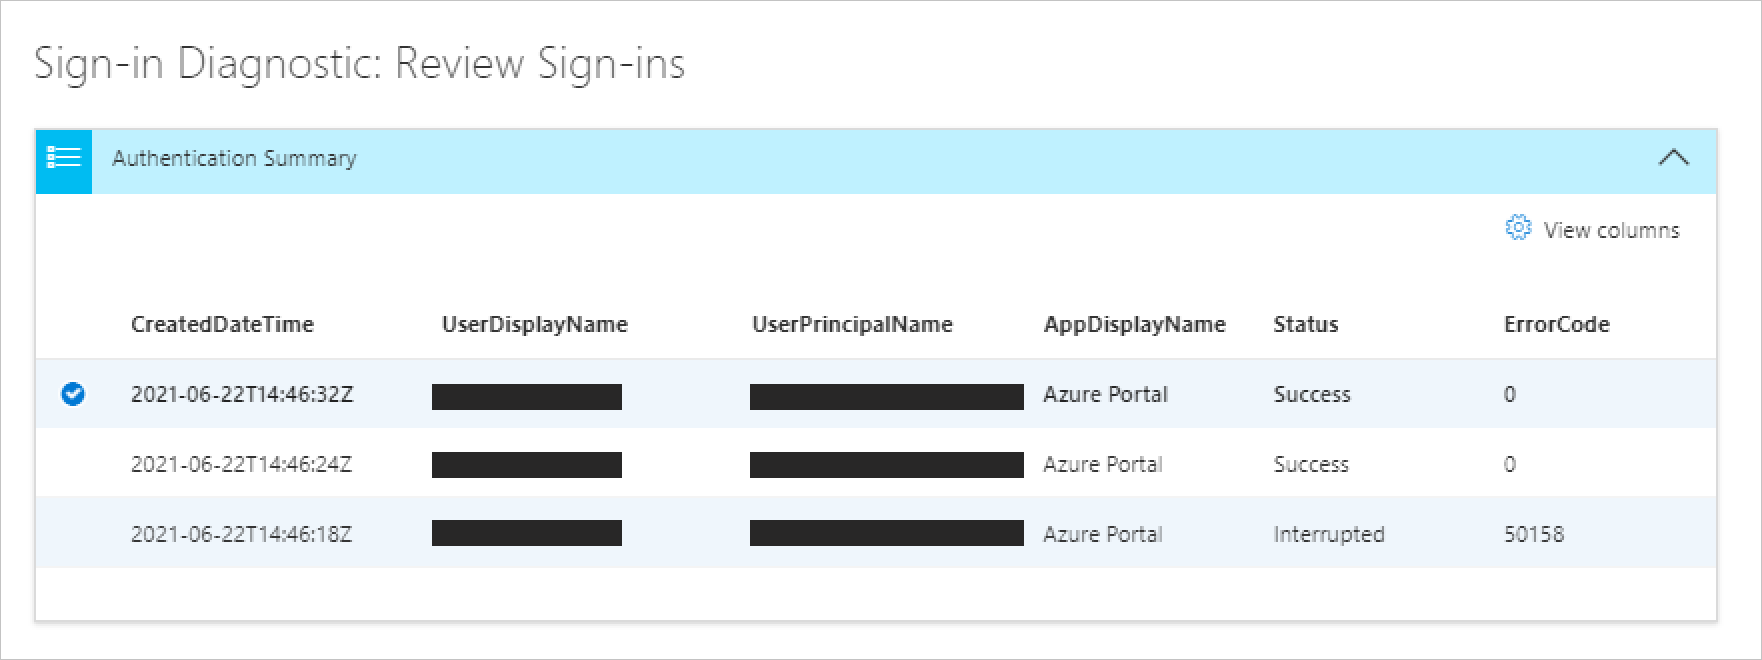 Sign-in Diagnostic: Review Sign-ins
Authentication Summary
View columns
CreatedDateTime UserDisplayName UserPrincipalName AppDisplayName Status ErrorCode
2021-06-22T14:46:32Z Azure Portal Success 0
2021-06-22T14:46:24Z Azure Portal Success 0
2021-06-22T14:46:18Z Azure Portal Interrupted 50158